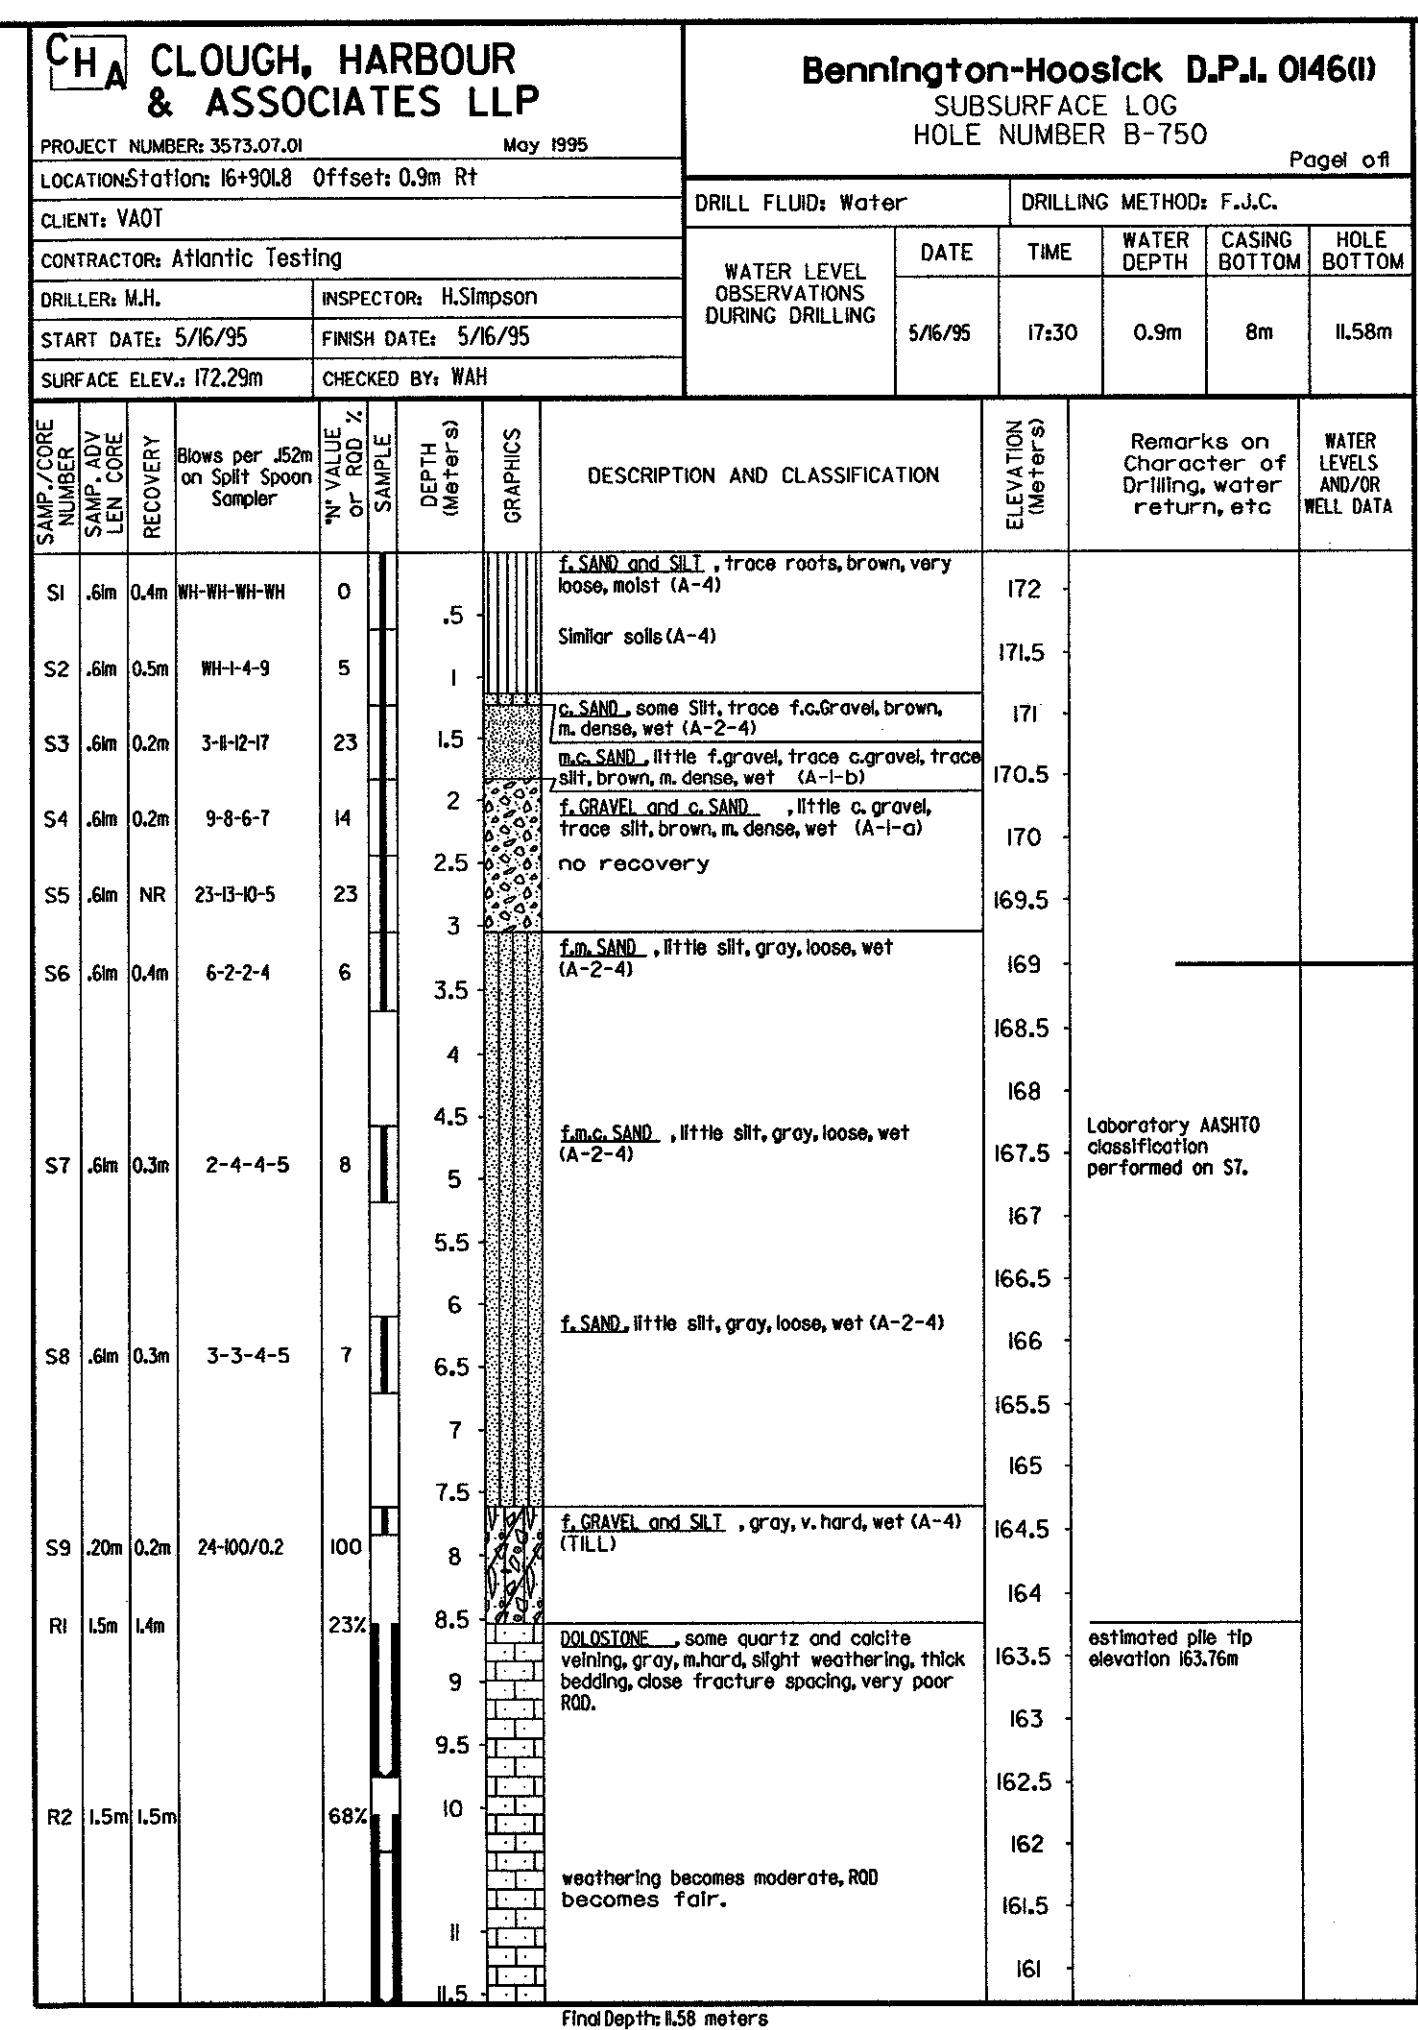 CHA CLOUGH, HARBOUR
& ASSOCIATES LLP
PROJECT NUMBER: 3573.07.01 May 1995
LOCATION:Station: 16+901.8 Offset: 0.9m Rt
CLIENT: VAOT
CONTRACTOR: Atlantic Testing
DRILLER: M.H. INSPECTOR: H.Simpson
START DATE: 5/16/95 FINISH DATE: 5/16/95
SURFACE ELEV.: 172.29m CHECKED BY: WAH
Bennington-Hoosick D.P.I. 0146(1)
SUBSURFACE LOG
HOLE NUMBER B-750
Page1 of1
DRILL FLUID: Water DRILLING METHOD: F.J.C.
WATER LEVEL
OBSERVATIONS
DURING DRILLING
DATE TIME WATER DEPTH CASING BOTTOM HOLE BOTTOM
5/16/95 17:30 0.9m 8m 11.58m
SAMP./CORE NUMBER
SAMP. ADV LEN CORE
RECOVERY
Blows per .152m
on Split Spoon
Sampler
"N" VALUE or RQD %
SAMPLE
DEPTH (Meters)
GRAPHICS
DESCRIPTION AND CLASSIFICATION
ELEVATION (Meters)
Remarks on
Character of
Drilling, water
return, etc
WATER
LEVELS
AND/OR
WELL DATA
f. SAND and SILT , trace roots, brown, very
loose, moist (A-4)
S1 .61m 0.4m WH-WH-WH-WH 0 172
.5
Similar soils (A-4)
171.5
S2 .61m 0.5m WH-1-4-9 5 1
c. SAND , some Silt, trace f.c.Gravel, brown,
m. dense, wet (A-2-4)
171
S3 .61m 0.2m 3-11-12-17 23 1.5
m.c. SAND , little f.gravel, trace c.gravel, trace
silt, brown, m. dense, wet (A-1-b)
170.5
2
f. GRAVEL and c. SAND , little c. gravel,
trace silt, brown, m. dense, wet (A-1-a)
S4 .61m 0.2m 9-8-6-7 14 170
2.5 no recovery
S5 .61m NR 23-13-10-5 23 169.5
3
f.m. SAND , little silt, gray, loose, wet
(A-2-4)
169
S6 .61m 0.4m 6-2-2-4 6
3.5
168.5
4
168
4.5
f.m.c. SAND , little silt, gray, loose, wet
(A-2-4)
Laboratory AASHTO
classification
performed on S7.
167.5
S7 .61m 0.3m 2-4-4-5 8
5
167
5.5
166.5
6
f. SAND, little silt, gray, loose, wet (A-2-4)
166
S8 .61m 0.3m 3-3-4-5 7
6.5
165.5
7
165
7.5
f. GRAVEL and SILT , gray, v. hard, wet (A-4)
(TILL)
164.5
S9 .20m 0.2m 24-100/0.2 100
8
164
8.5
R1 1.5m 1.4m 23%
DOLOSTONE , some quartz and calcite
veining, gray, m.hard, slight weathering, thick
bedding, close fracture spacing, very poor
RQD.
estimated pile tip
elevation 163.76m
163.5
9
163
9.5
162.5
10
R2 1.5m 1.5m 68%
162
weathering becomes moderate, RQD
becomes fair.
161.5
11
161
11.5
Final Depth: 11.58 meters